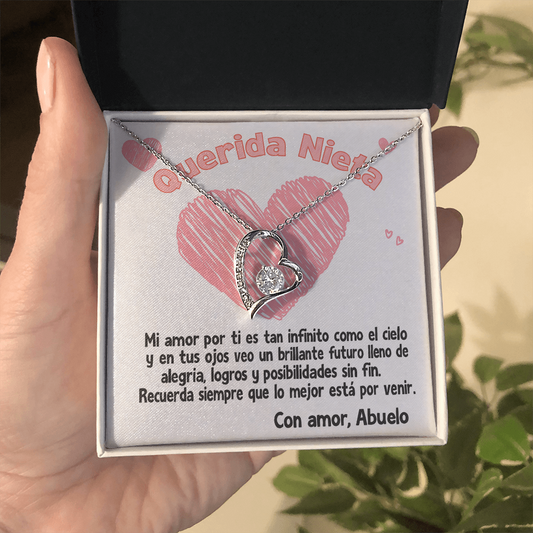 Querida Nieta
Mi amor por ti es tan infinito como el cielo
y en tus ojos veo un brillante futuro lleno de
alegria, logros y posibilidades sin fin.
Recuerda siempre que lo mejor está por venir.
Con amor, Abuelo